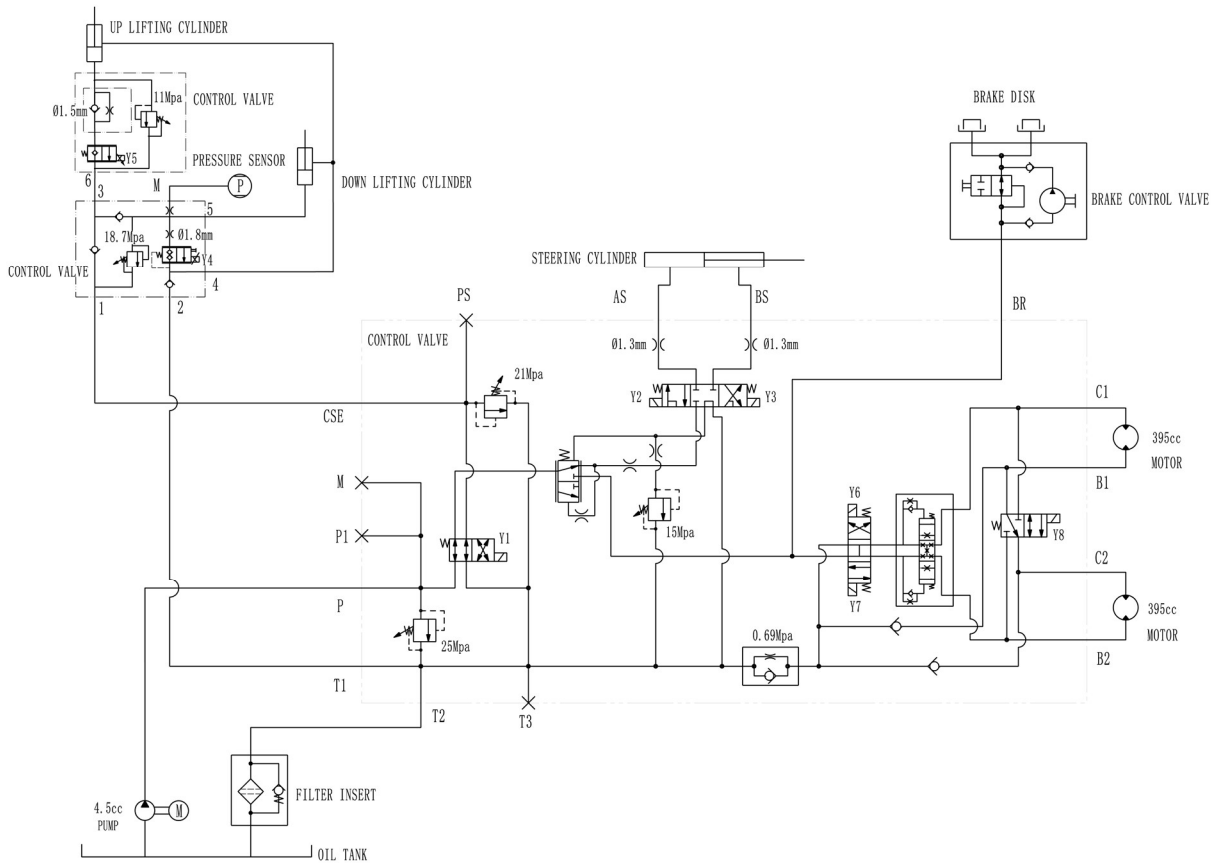 UP LIFTING CYLINDER
11Mpa
CONTROL VALVE
Ø1.5mm
Y5
PRESSURE SENSOR
6
3
M
P
DOWN LIFTING CYLINDER
5
18.7Mpa
Ø1.8mm
Y4
CONTROL VALVE
4
1
2
BRAKE DISK
BRAKE CONTROL VALVE
STEERING CYLINDER
AS
BS
BR
PS
CONTROL VALVE
Ø1.3mm
Ø1.3mm
21Mpa
Y2
Y3
CSE
C1
395cc
MOTOR
B1
M
P1
Y1
15Mpa
Y6
Y7
Y8
C2
395cc
MOTOR
B2
P
25Mpa
0.69Mpa
T1
T2
T3
4.5cc
PUMP
M
FILTER INSERT
OIL TANK